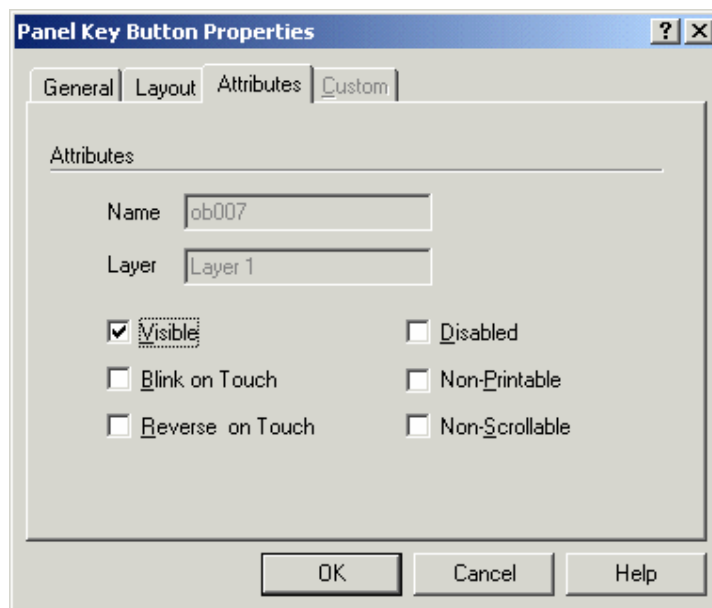 Panel Key Button Properties
General Layout Attributes Custom
Attributes
Name ob007
Layer Layer 1
Visible Disabled
Blink on Touch Non-Printable
Reverse on Touch Non-Scrollable
OK Cancel Help